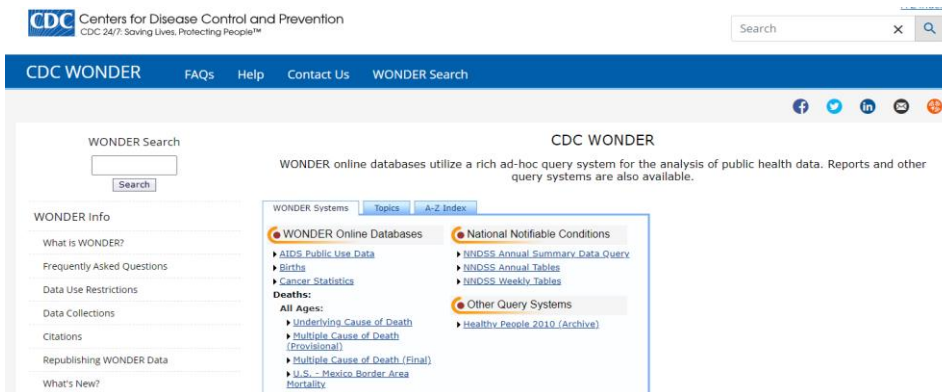 CDC Centers for Disease Control and Prevention
CDC 24/7: Saving Lives, Protecting People™
Search
CDC WONDER FAQs Help Contact Us WONDER Search
in
WONDER Search
Search
WONDER Info
What is WONDER?
Frequently Asked Questions
Data Use Restrictions
Data Collections
Citations
Republishing WONDER Data
What's New?
CDC WONDER
WONDER online databases utilize a rich ad-hoc query system for the analysis of public health data. Reports and other
query systems are also available.
WONDER Systems Topics A-Z Index
WONDER Online Databases
AIDS Public Use Data
Births
Cancer Statistics
Deaths:
All Ages:
Underlying Cause of Death
Multiple Cause of Death
(Provisional)
Multiple Cause of Death (Final)
U.S. - Mexico Border Area
Mortality
National Notifiable Conditions
NNDSS Annual Summary Data Query
NNDSS Annual Tables
NNDSS Weekly Tables
Other Query Systems
Healthy People 2010 (Archive)